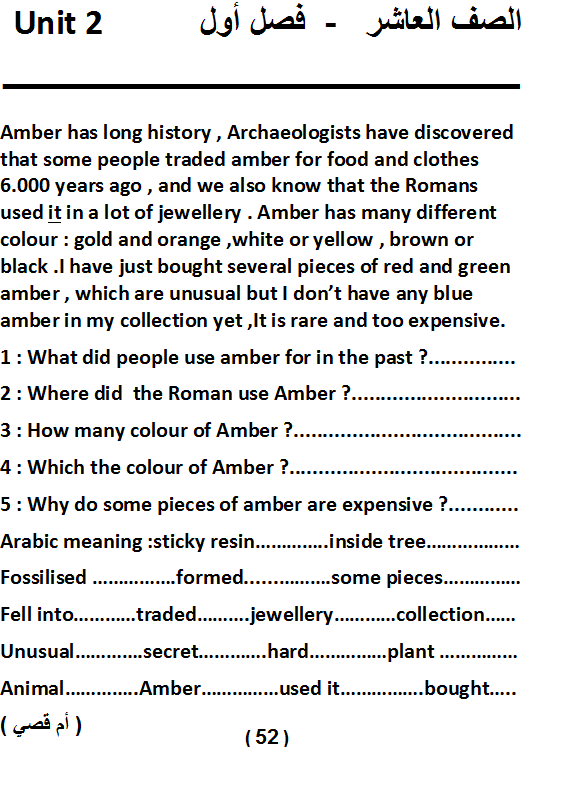 Unit 2 الصف العاشر - فصل أول
Amber has long history , Archaeologists have discovered
that some people traded amber for food and clothes
6.000 years ago , and we also know that the Romans
used it in a lot of jewellery . Amber has many different
colour : gold and orange ,white or yellow , brown or
black .I have just bought several pieces of red and green
amber , which are unusual but I don’t have any blue
amber in my collection yet ,It is rare and too expensive.
1 : What did people use amber for in the past ?...............
2 : Where did  the Roman use Amber ?.............................
3 : How many colour of Amber ?.......................................
4 : Which the colour of Amber ?.......................................
5 : Why do some pieces of amber are expensive ?............
Arabic meaning :sticky resin..............inside tree..................
Fossilised ................formed.................some pieces...............
Fell into............traded..........jewellery............collection......
Unusual.............secret.............hard...............plant ...............
Animal..............Amber...............used it................bought.....
( أم قصي )
( 52 )